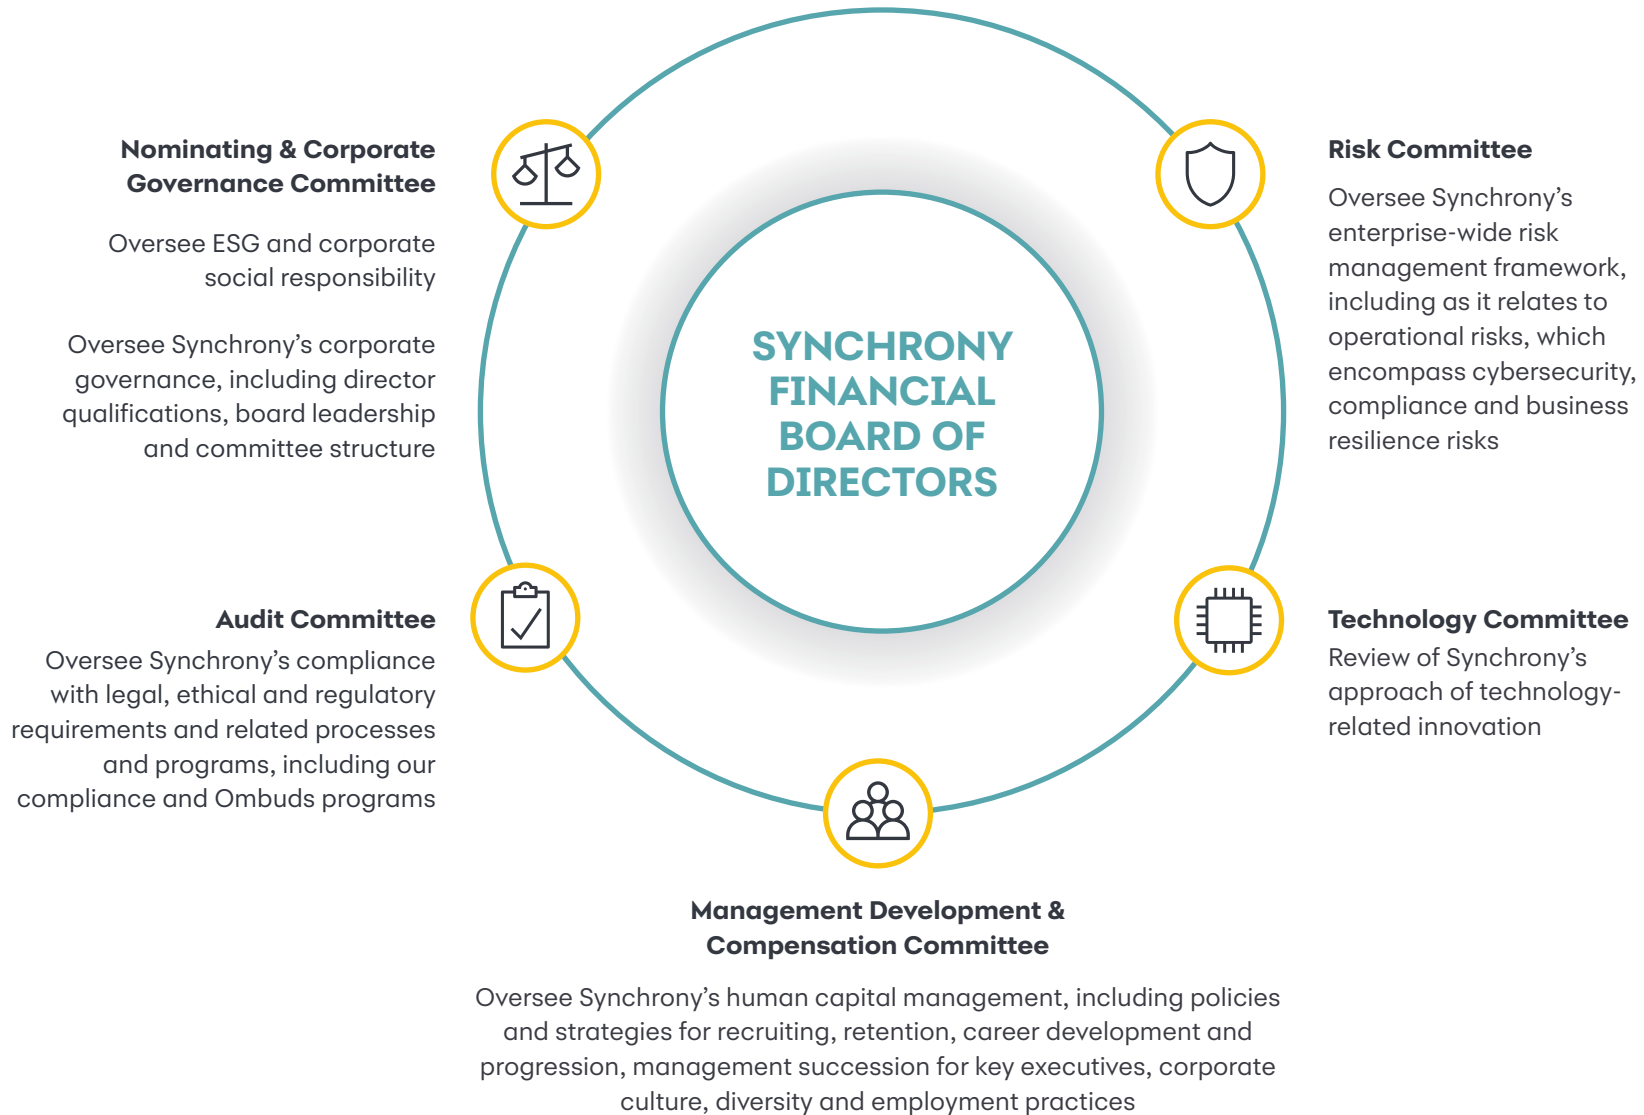 Nominating & Corporate
Governance Committee
Oversee ESG and corporate
social responsibility
Oversee Synchrony’s corporate
governance, including director
qualifications, board leadership
and committee structure
Audit Committee
Oversee Synchrony’s compliance
with legal, ethical and regulatory
requirements and related processes
and programs, including our
compliance and Ombuds programs
SYNCHRONY
FINANCIAL
BOARD OF
DIRECTORS
Risk Committee
Oversee Synchrony’s
enterprise-wide risk
management framework,
including as it relates to
operational risks, which
encompass cybersecurity,
compliance and business
resilience risks
Technology Committee
Review of Synchrony’s
approach of technology-
related innovation
Management Development &
Compensation Committee
Oversee Synchrony’s human capital management, including policies
and strategies for recruiting, retention, career development and
progression, management succession for key executives, corporate
culture, diversity and employment practices